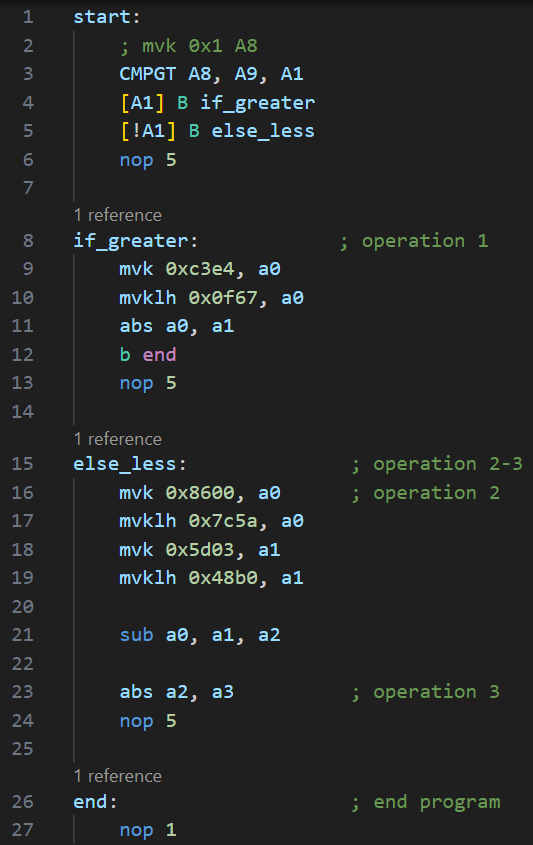 1 start:
2 ; mvk 0x1 A8
3 CMPGT A8, A9, A1
4 [A1] B if_greater
5 [!A1] B else_less
6 nop 5
7
1 reference
8 if_greater: ; operation 1
9 mvk 0xc3e4, a0
10 mvklh 0x0f67, a0
11 abs a0, a1
12 b end
13 nop 5
14
1 reference
15 else_less: ; operation 2-3
16 mvk 0x8600, a0 ; operation 2
17 mvklh 0x7c5a, a0
18 mvk 0x5d03, a1
19 mvklh 0x48b0, a1
20
21 sub a0, a1, a2
22
23 abs a2, a3 ; operation 3
24 nop 5
25
1 reference
26 end: ; end program
27 nop 1